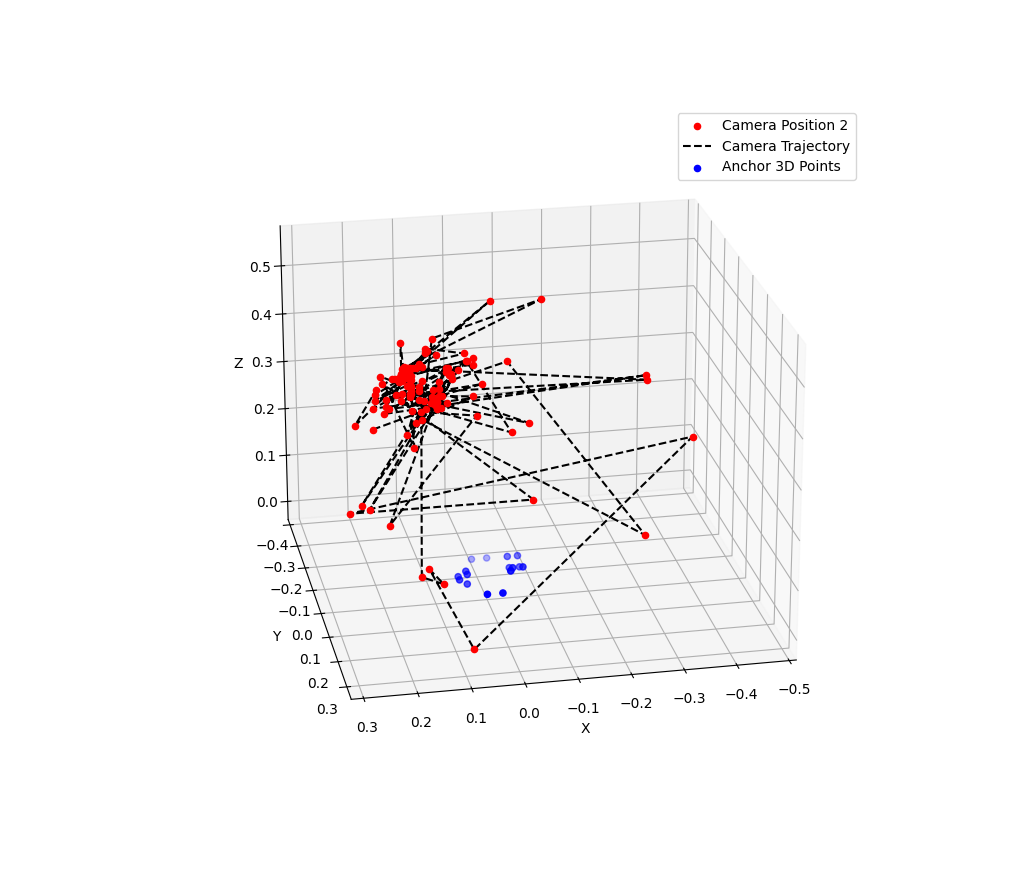 Camera Position 2
Camera Trajectory
Anchor 3D Points
0.5
0.4
Z 0.3
0.2
0.1
0.0
−0.4
−0.3
−0.2
−0.1
Y 0.0
0.1
0.2
0.3
0.3 0.2 0.1 0.0 −0.1 −0.2 −0.3 −0.4 −0.5
X